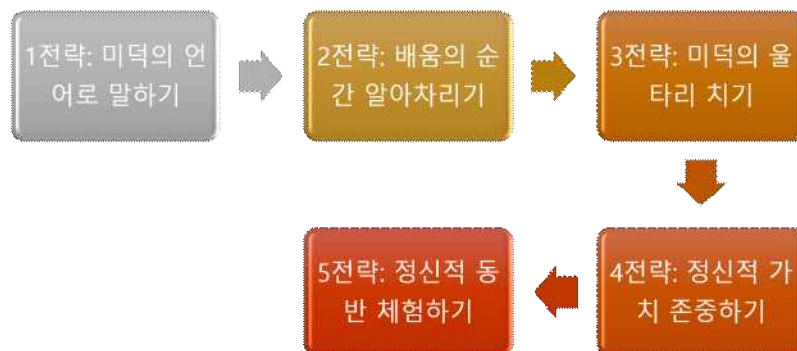 1전략: 미덕의 언
어로 말하기
2전략: 배움의 순
간 알아차리기
3전략: 미덕의 울
타리 치기
4전략: 정신적 가
치 존중하기
5전략: 정신적 동
반 체험하기